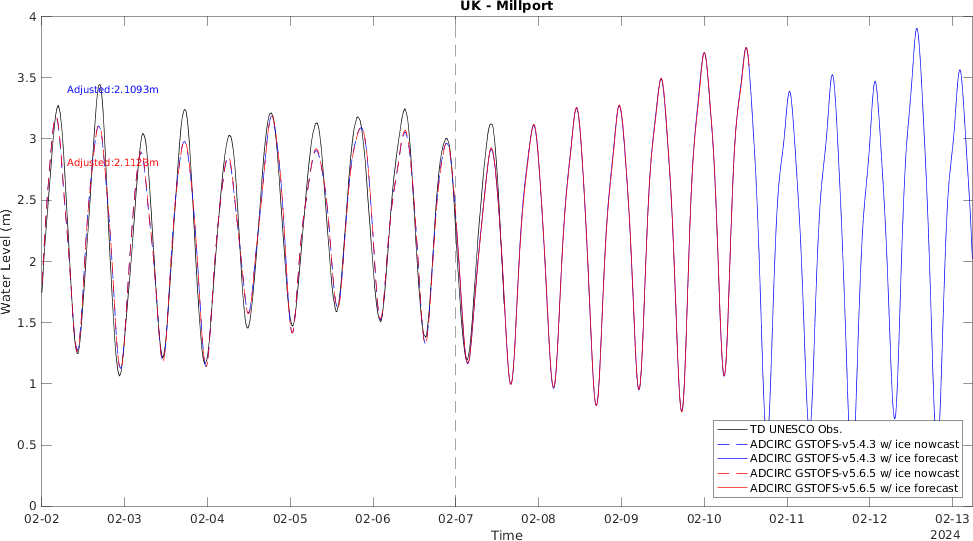 UK - Millport
4
3.5
3
2.5
2
1.5
1
0.5
0
Water Level (m)
Adjusted:2.1093m
Adjusted:2.1123m
TD UNESCO Obs.
ADCIRC GSTOFS-v5.4.3 w/ ice nowcast
ADCIRC GSTOFS-v5.4.3 w/ ice forecast
ADCIRC GSTOFS-v5.6.5 w/ ice nowcast
ADCIRC GSTOFS-v5.6.5 w/ ice forecast
02-02 02-03 02-04 02-05 02-06 02-07 02-08 02-09 02-10 02-11 02-12 02-13
Time
2024